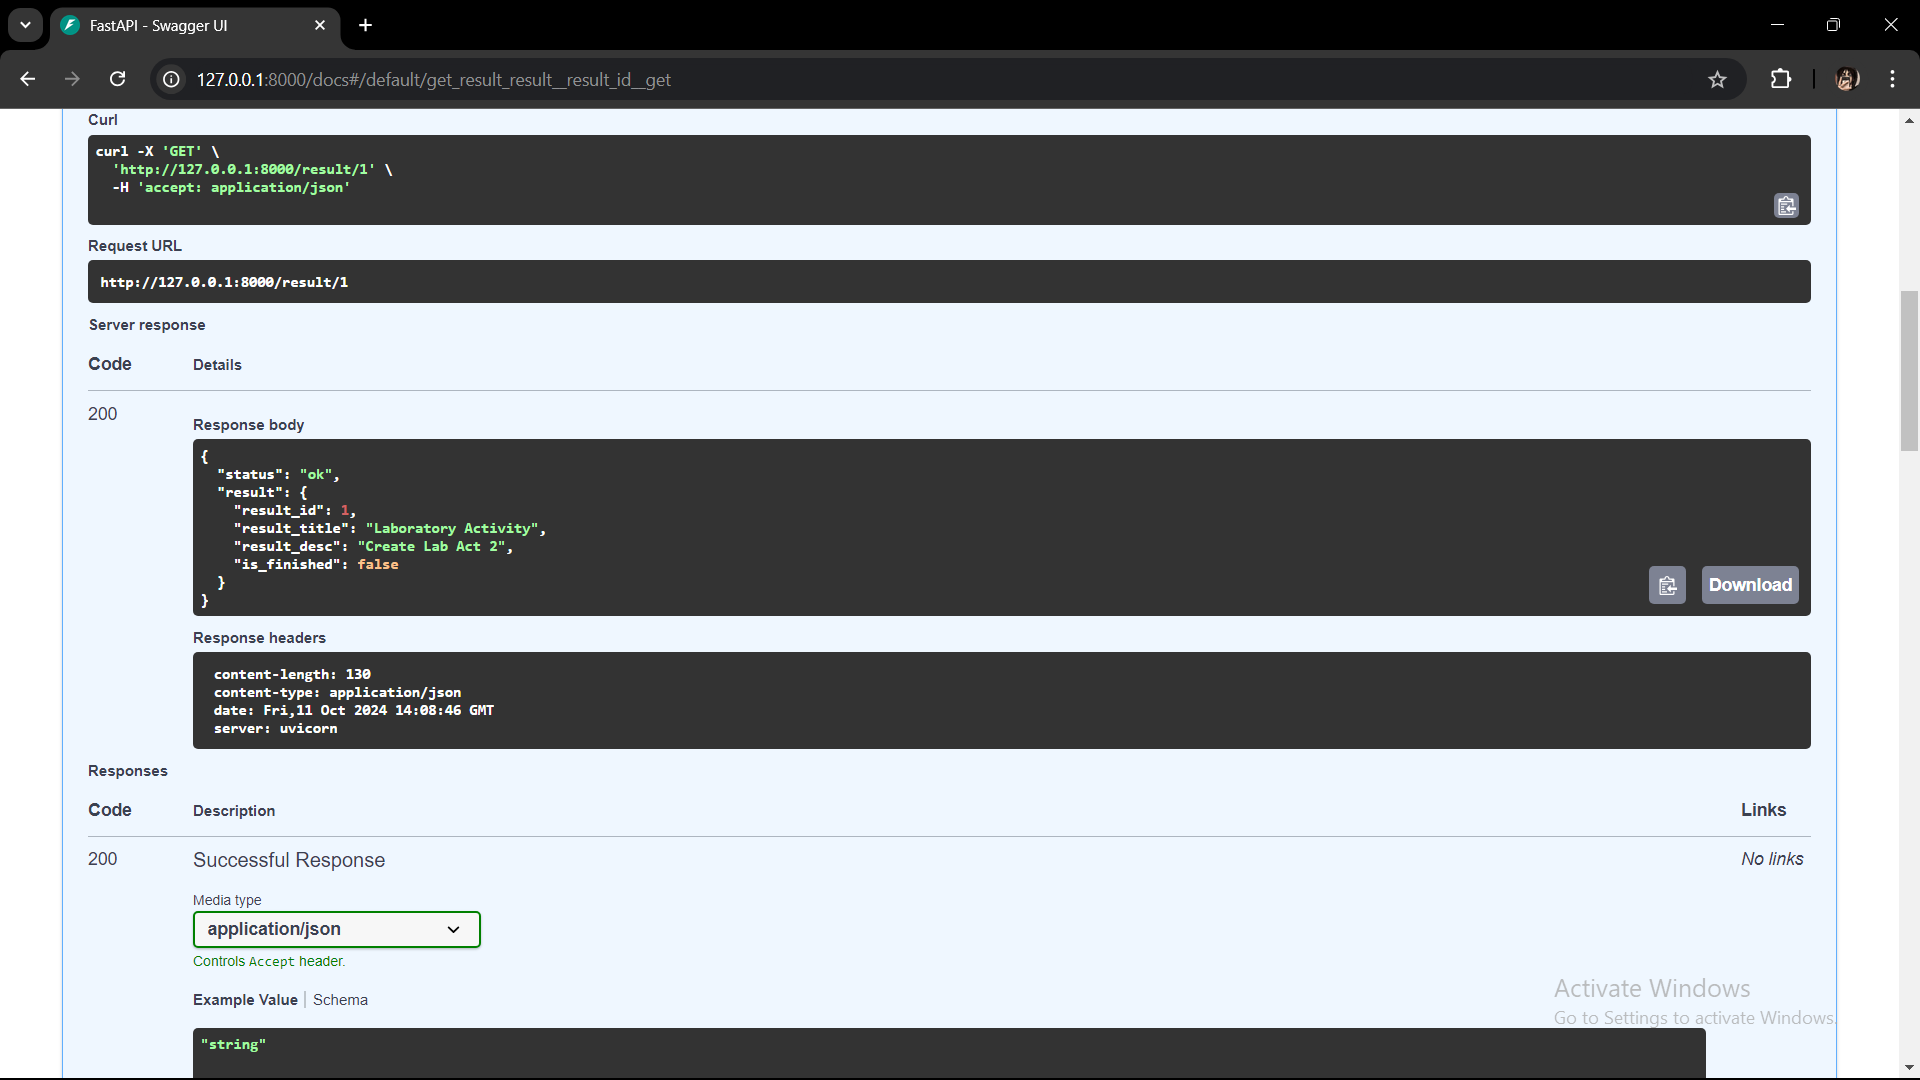 FastAPI - Swagger UI
127.0.0.1:8000/docs#/default/get_result_result__result_id__get
Curl
curl -X 'GET' \
  'http://127.0.0.1:8000/result/1' \
  -H 'accept: application/json'
Request URL
http://127.0.0.1:8000/result/1
Server response
Code Details
200
Response body
{
  "status": "ok",
  "result": {
    "result_id": 1,
    "result_title": "Laboratory Activity",
    "result_desc": "Create Lab Act 2",
    "is_finished": false
  }
}
Download
Response headers
content-length: 130
content-type: application/json
date: Fri,11 Oct 2024 14:08:46 GMT
server: uvicorn
Responses
Code Description Links
200 Successful Response No links
Media type
application/json
Controls Accept header.
Example Value | Schema
"string"
Activate Windows
Go to Settings to activate Windows.